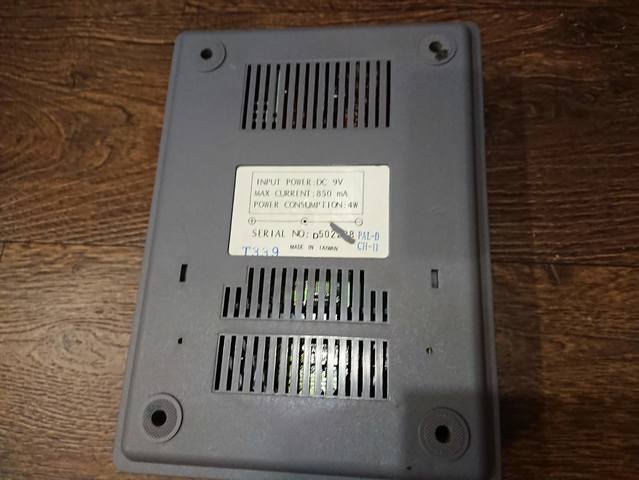 INPUT POWER:DC 9V
MAX CURRENT:850 mA
POWER CONSUMPTION:4W
SERIAL NO: PAL-D
T339 MADE IN TAIWAN CH-11